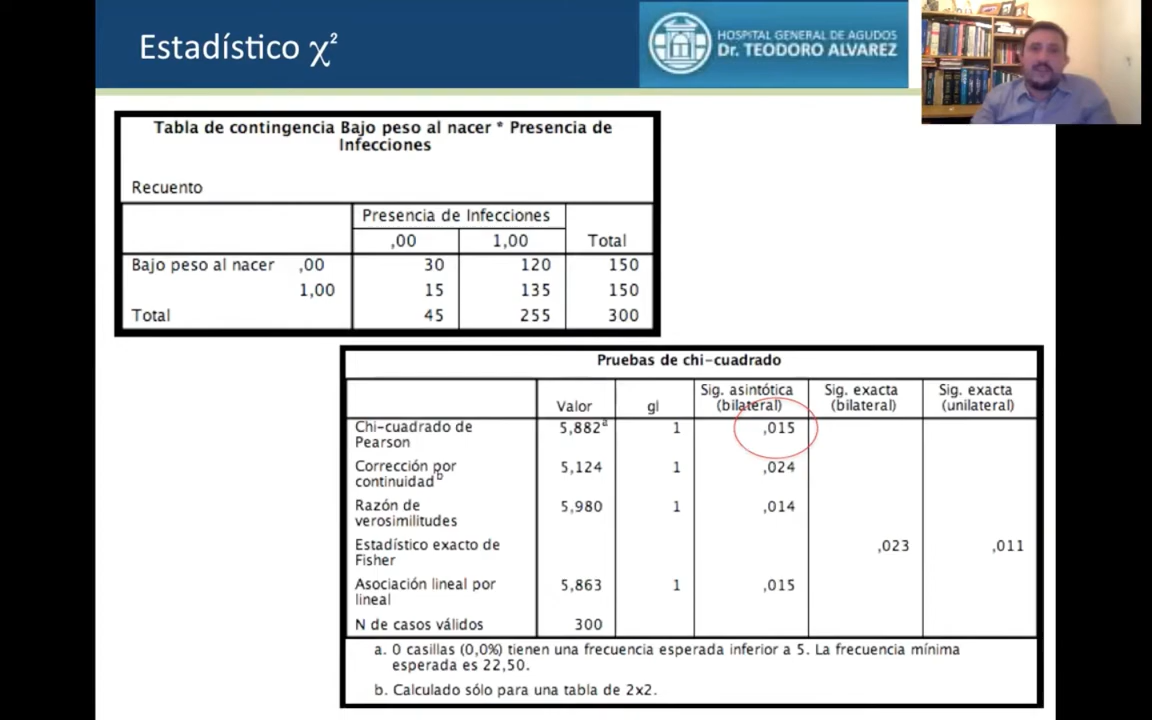 Estadístico χ²
HOSPITAL GENERAL DE AGUDOS
Dr. TEODORO ALVAREZ
Tabla de contingencia Bajo peso al nacer * Presencia de
Infecciones
Recuento
Presencia de Infecciones
,00 1,00 Total
Bajo peso al nacer ,00 30 120 150
1,00 15 135 150
Total 45 255 300
Pruebas de chi-cuadrado
Valor gl Sig. asintótica (bilateral) Sig. exacta (bilateral) Sig. exacta (unilateral)
Chi-cuadrado de Pearson 5,882a 1 ,015
Corrección por continuidadb 5,124 1 ,024
Razón de verosimilitudes 5,980 1 ,014
Estadístico exacto de Fisher ,023 ,011
Asociación lineal por lineal 5,863 1 ,015
N de casos válidos 300
a. 0 casillas (0,0%) tienen una frecuencia esperada inferior a 5. La frecuencia mínima
esperada es 22,50.
b. Calculado sólo para una tabla de 2x2.